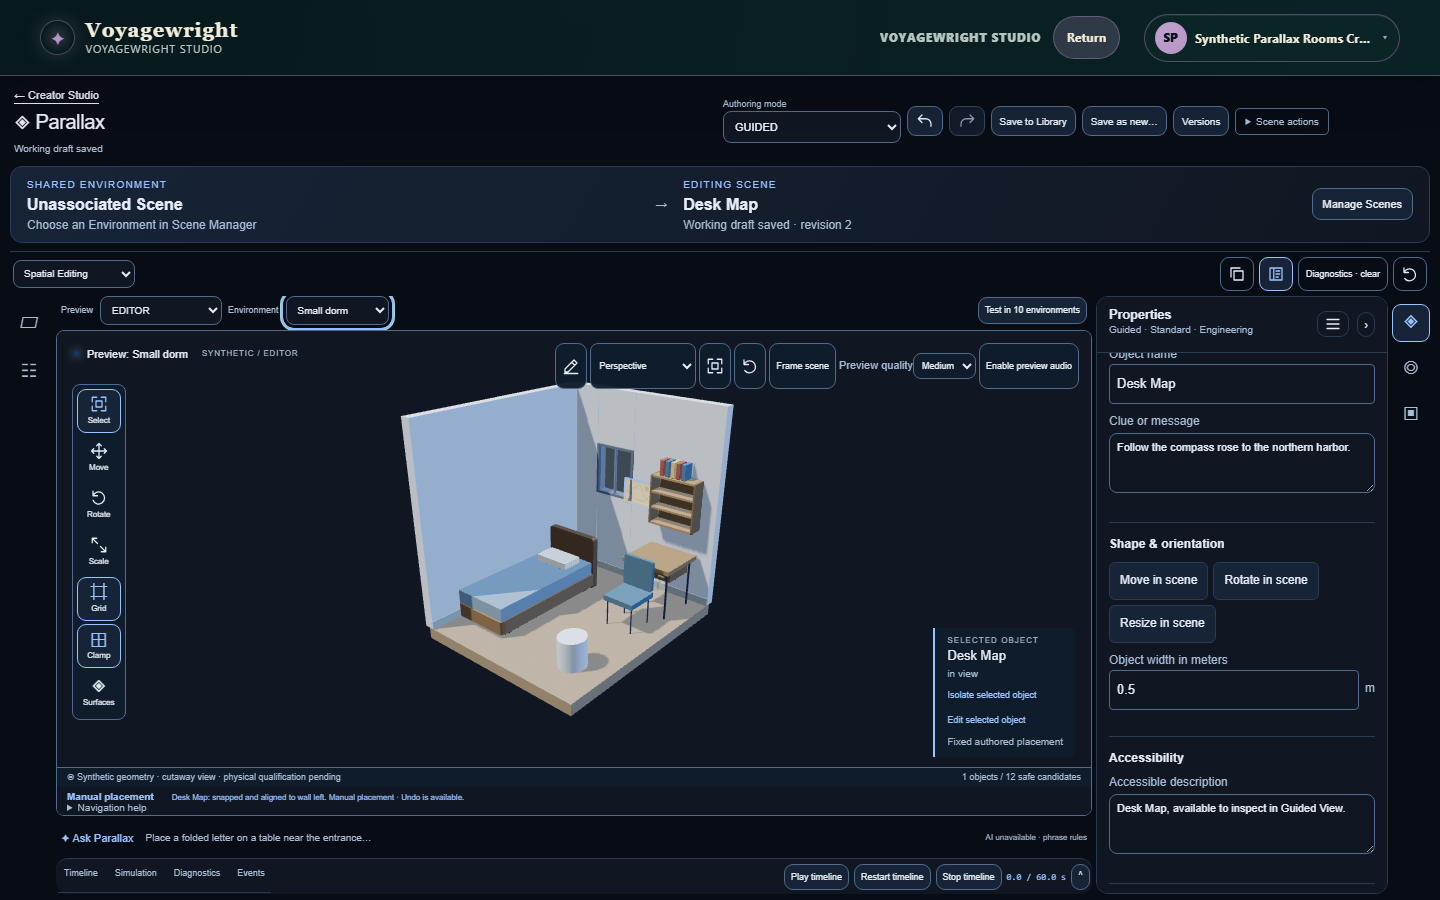 Voyagewright
VOYAGEWRIGHT STUDIO
VOYAGEWRIGHT STUDIO
Return
SP
Synthetic Parallax Rooms Cr...
← Creator Studio
Parallax
Working draft saved
Authoring mode
GUIDED
Save to Library
Save as new...
Versions
Scene actions
SHARED ENVIRONMENT
Unassociated Scene
Choose an Environment in Scene Manager
→
EDITING SCENE
Desk Map
Working draft saved · revision 2
Manage Scenes
Spatial Editing
Diagnostics · clear
Preview
EDITOR
Environment
Small dorm
Test in 10 environments
Preview: Small dorm
SYNTHETIC / EDITOR
Perspective
Frame scene
Preview quality
Medium
Enable preview audio
Select
Move
Rotate
Scale
Grid
Clamp
Surfaces
SELECTED OBJECT
Desk Map
in view
Isolate selected object
Edit selected object
Fixed authored placement
Synthetic geometry · cutaway view · physical qualification pending
1 objects / 12 safe candidates
Manual placement
Desk Map: snapped and aligned to wall left. Manual placement · Undo is available.
Navigation help
Ask Parallax
Place a folded letter on a table near the entrance...
AI unavailable · phrase rules
Timeline
Simulation
Diagnostics
Events
Play timeline
Restart timeline
Stop timeline
0.0 / 60.0 s
Properties
Guided · Standard · Engineering
Object name
Desk Map
Clue or message
Follow the compass rose to the northern harbor.
Shape & orientation
Move in scene
Rotate in scene
Resize in scene
Object width in meters
0.5
m
Accessibility
Accessible description
Desk Map, available to inspect in Guided View.